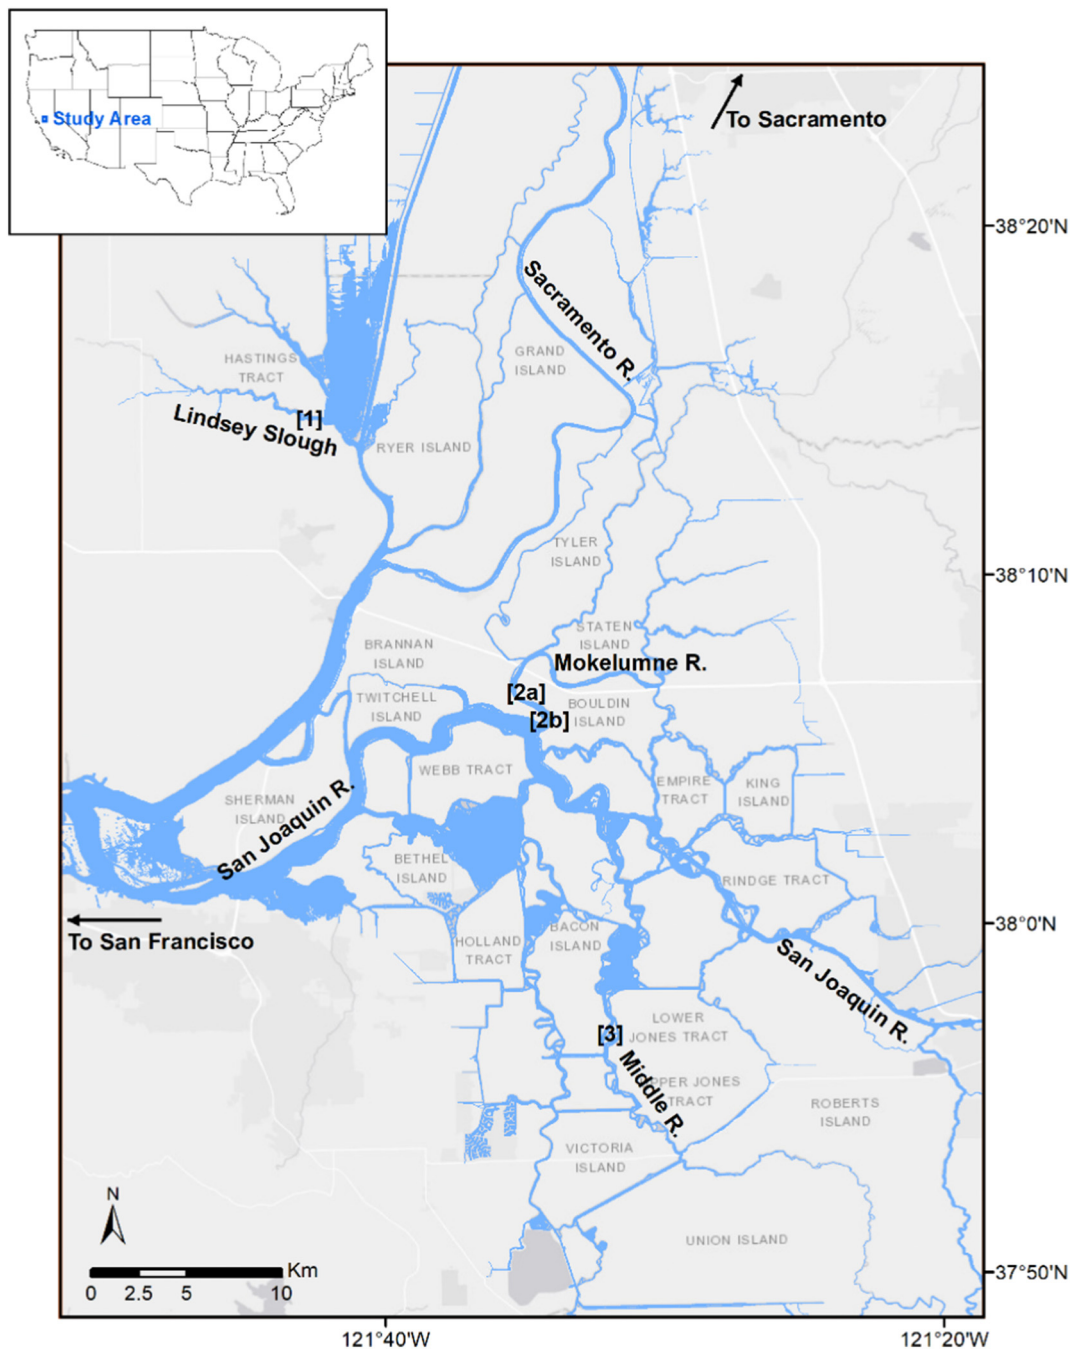 Study Area
To Sacramento
38°20'N
Sacramento R.
HASTINGS
TRACT
GRAND
ISLAND
[1]
Lindsey Slough
RYER ISLAND
TYLER
ISLAND
38°10'N
STATEN
ISLAND
BRANNAN
ISLAND
Mokelumne R.
[2a]
TWITCHELL
ISLAND
BOULDIN
ISLAND
[2b]
WEBB TRACT
EMPIRE
TRACT
KING
ISLAND
SHERMAN
ISLAND
San Joaquin R.
BETHEL
ISLAND
RINDGE TRACT
To San Francisco
HOLLAND
TRACT
BACON
ISLAND
38°0'N
San Joaquin R.
LOWER
JONES TRACT
[3]
Middle R.
PPER JONES
TRACT
ROBERTS
ISLAND
VICTORIA
ISLAND
N
UNION ISLAND
Km
0 2.5 5 10
37°50'N
121°40'W
121°20'W